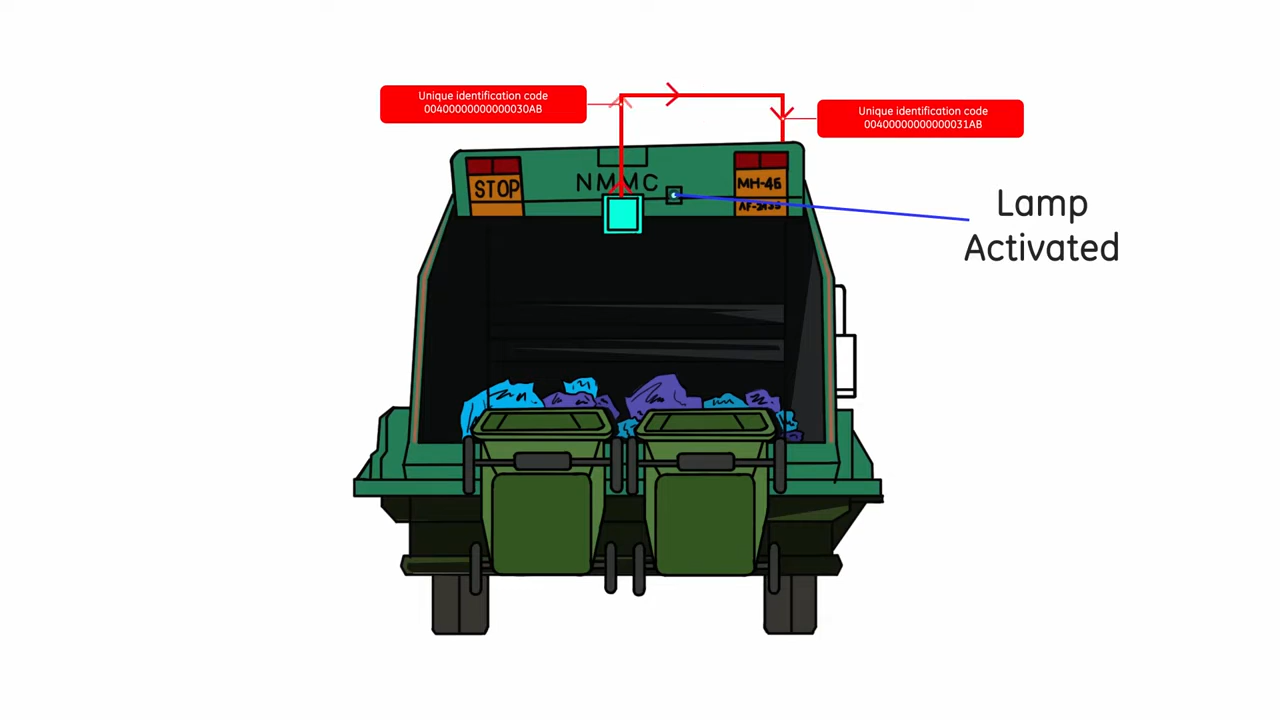 Unique identification code
00400000000000030AB
Unique identification code
00400000000000031AB
STOP
NMMC
MH-46
Lamp
Activated